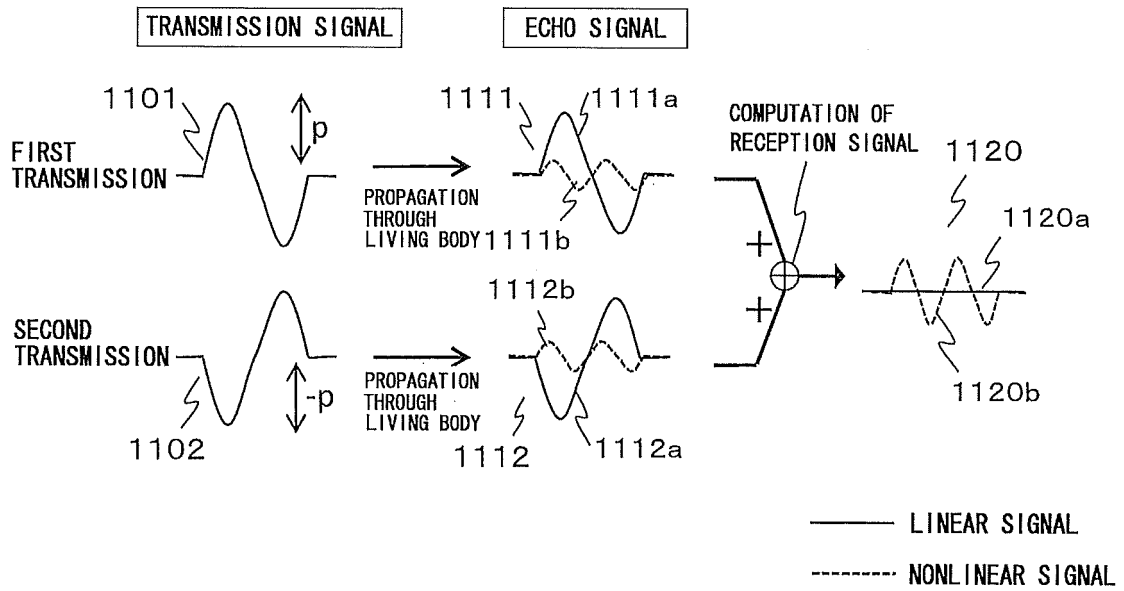 TRANSMISSION SIGNAL
ECHO SIGNAL
1101
p
FIRST
TRANSMISSION
PROPAGATION
THROUGH
LIVING BODY
1111
1111a
1111b
COMPUTATION OF
RECEPTION SIGNAL
1120
1120a
1120b
+
+
SECOND
TRANSMISSION
1102
-p
PROPAGATION
THROUGH
LIVING BODY
1112b
1112
1112a
LINEAR SIGNAL
NONLINEAR SIGNAL